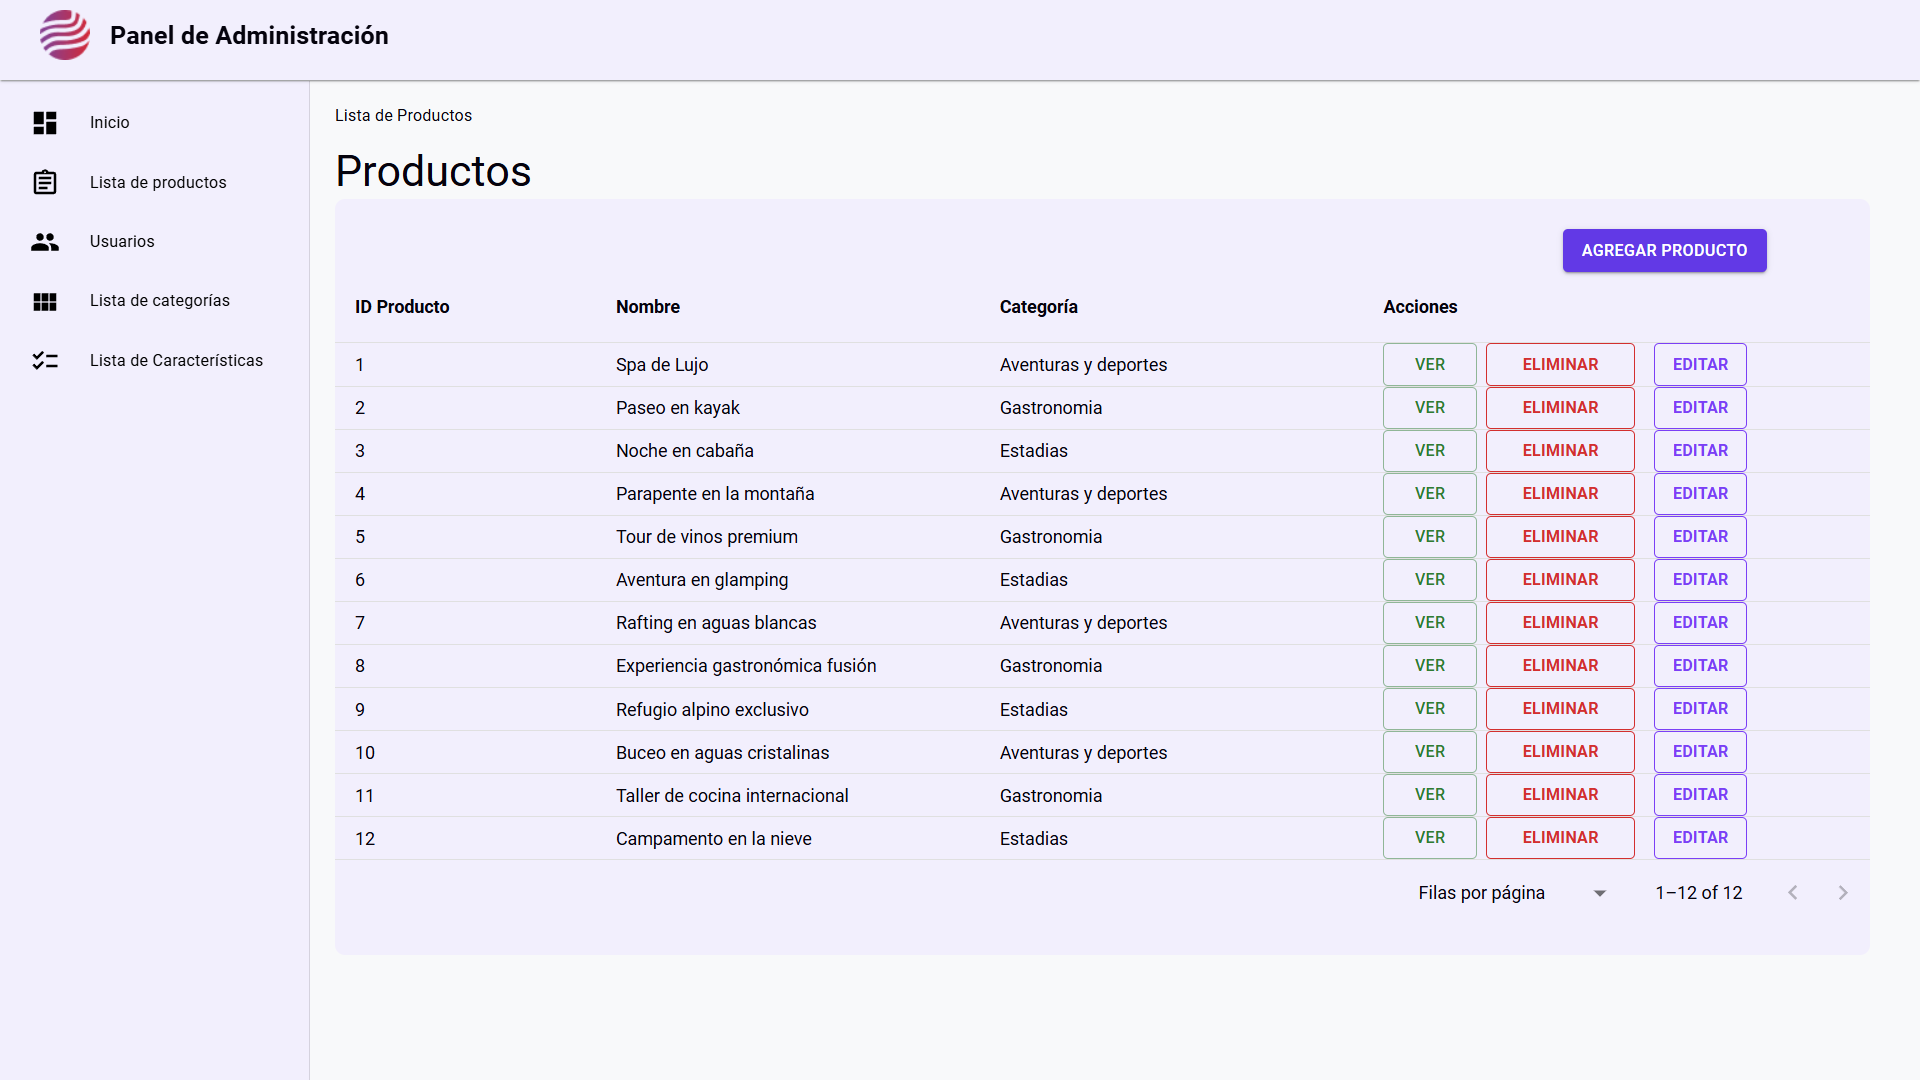 Panel de Administración
Inicio
Lista de productos
Usuarios
Lista de categorías
Lista de Características
Lista de Productos
Productos
AGREGAR PRODUCTO
ID Producto Nombre Categoría Acciones
1 Spa de Lujo Aventuras y deportes VER ELIMINAR EDITAR
2 Paseo en kayak Gastronomia VER ELIMINAR EDITAR
3 Noche en cabaña Estadias VER ELIMINAR EDITAR
4 Parapente en la montaña Aventuras y deportes VER ELIMINAR EDITAR
5 Tour de vinos premium Gastronomia VER ELIMINAR EDITAR
6 Aventura en glamping Estadias VER ELIMINAR EDITAR
7 Rafting en aguas blancas Aventuras y deportes VER ELIMINAR EDITAR
8 Experiencia gastronómica fusión Gastronomia VER ELIMINAR EDITAR
9 Refugio alpino exclusivo Estadias VER ELIMINAR EDITAR
10 Buceo en aguas cristalinas Aventuras y deportes VER ELIMINAR EDITAR
11 Taller de cocina internacional Gastronomia VER ELIMINAR EDITAR
12 Campamento en la nieve Estadias VER ELIMINAR EDITAR
Filas por página 1–12 of 12